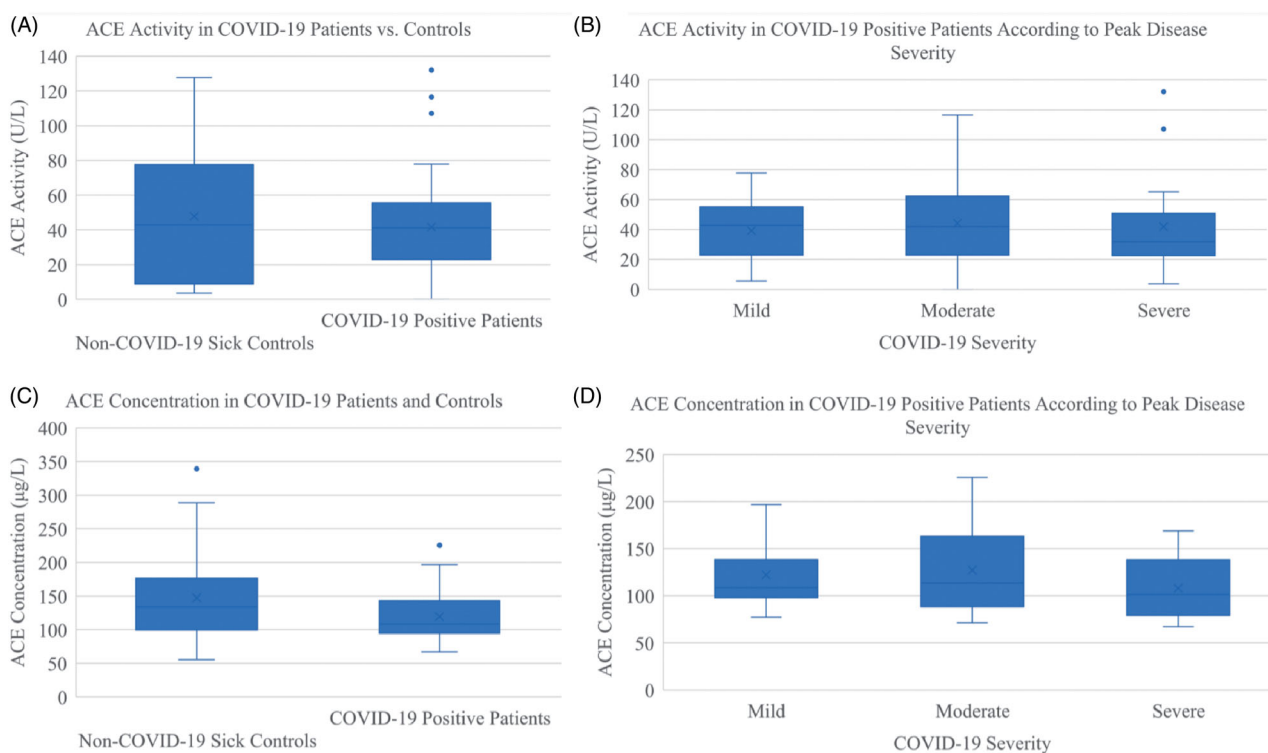 (A)
ACE Activity in COVID-19 Patients vs. Controls
ACE Activity (U/L)
140
120
100
80
60
40
20
0
COVID-19 Positive Patients
Non-COVID-19 Sick Controls
(B)
ACE Activity in COVID-19 Positive Patients According to Peak Disease
Severity
ACE Activity (U/L)
140
120
100
80
60
40
20
0
Mild Moderate Severe
COVID-19 Severity
(C)
ACE Concentration in COVID-19 Patients and Controls
ACE Concentration (µg/L)
400
350
300
250
200
150
100
50
0
COVID-19 Positive Patients
Non-COVID-19 Sick Controls
(D)
ACE Concentration in COVID-19 Positive Patients According to Peak Disease
Severity
ACE Concentration (µg/L)
250
200
150
100
50
0
Mild Moderate Severe
COVID-19 Severity